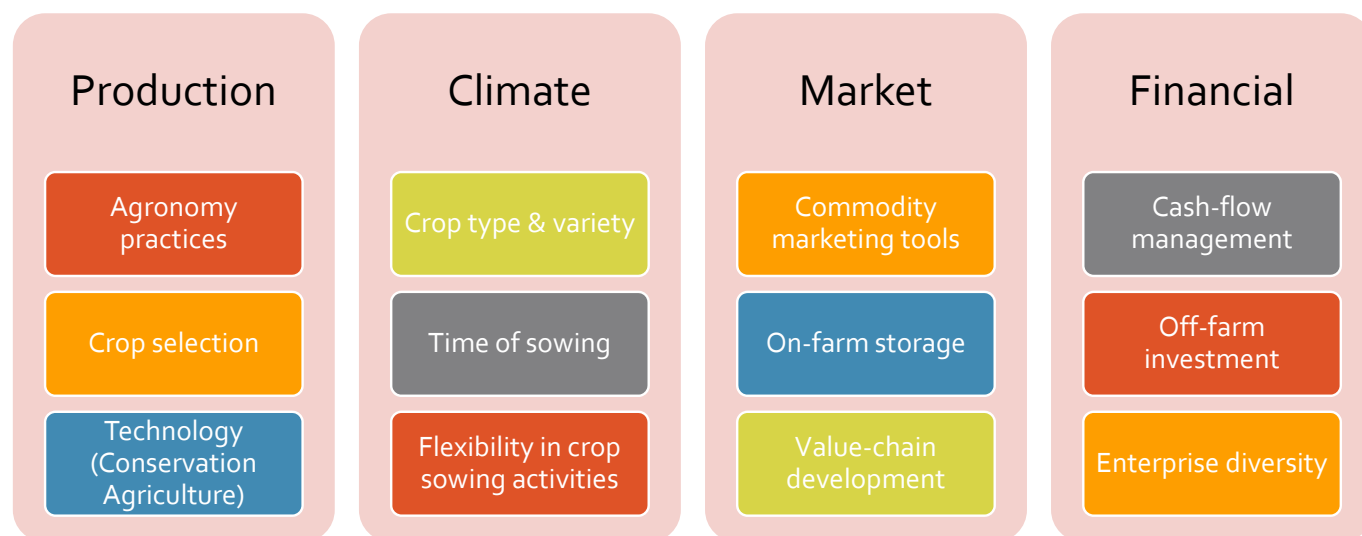 Production
Agronomy
practices
Crop selection
Technology
(Conservation
Agriculture)
Climate
Crop type & variety
Time of sowing
Flexibility in crop
sowing activities
Market
Commodity
marketing tools
On-farm storage
Value-chain
development
Financial
Cash-flow
management
Off-farm
investment
Enterprise diversity